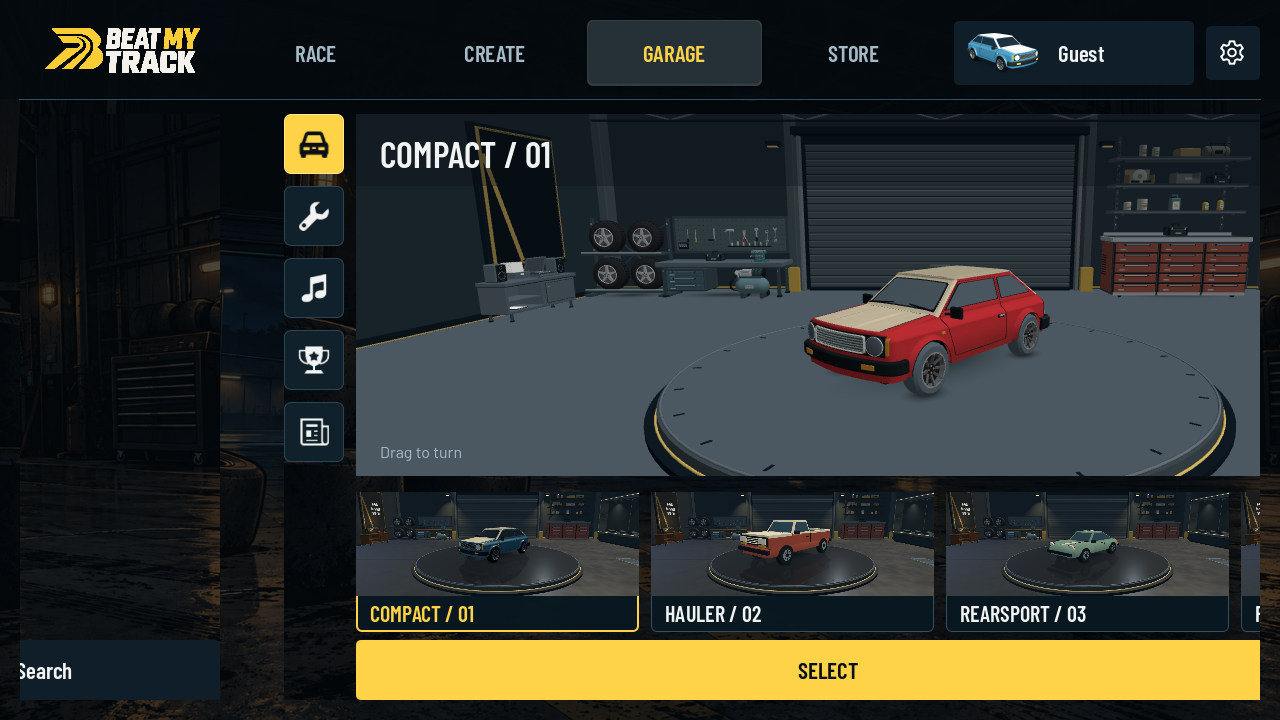 BEAT MY
TRACK
RACE
CREATE
GARAGE
STORE
Guest
COMPACT / 01
Drag to turn
COMPACT / 01
HAULER / 02
REARSPORT / 03
Search
SELECT